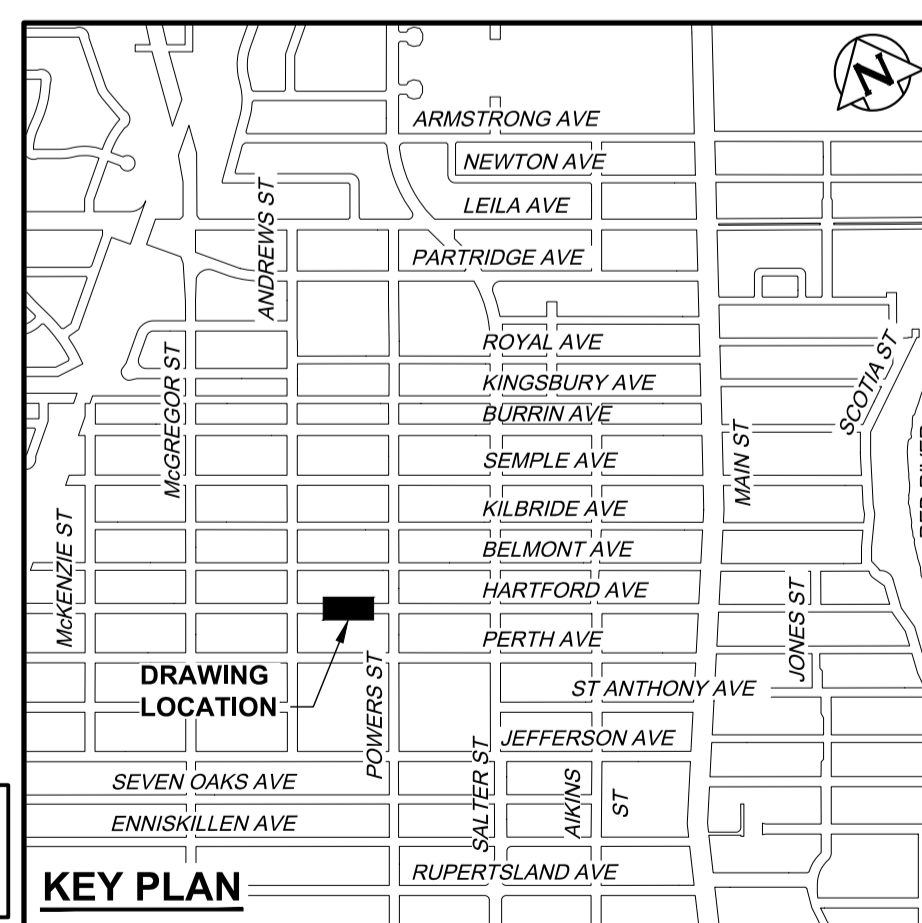 N
ARMSTRONG AVE
NEWTON AVE
LEILA AVE
ANDREWS ST
PARTRIDGE AVE
ROYAL AVE
SCOTIA ST
McGREGOR ST
KINGSBURY AVE
BURRIN AVE
MAIN ST
SEMPLE AVE
KILBRIDE AVE
McKENZIE ST
BELMONT AVE
HARTFORD AVE
JONES ST
PERTH AVE
DRAWING
LOCATION
POWERS ST
ST ANTHONY AVE
JEFFERSON AVE
SEVEN OAKS AVE
SALTER ST
AIKINS
ST
ENNISKILLEN AVE
RUPERTSLAND AVE
KEY PLAN